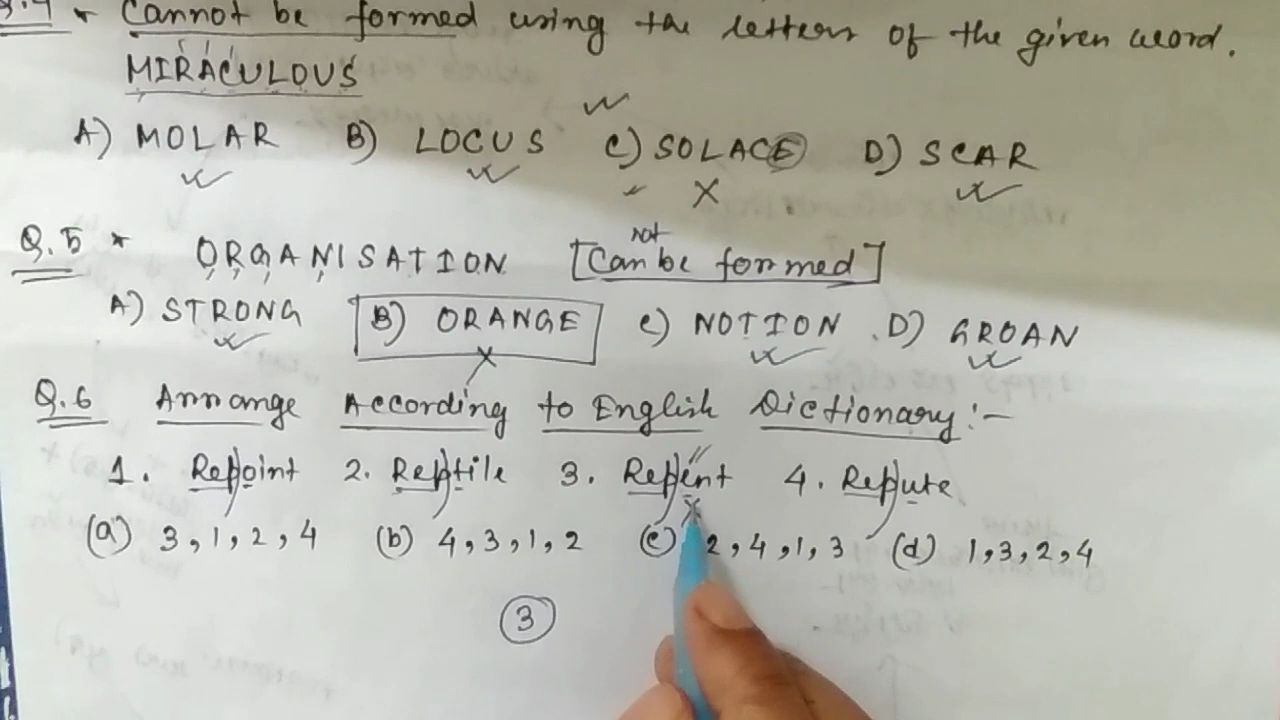 Q.4 * Cannot be formed using the letters of the given word.
MIRACULOUS
A) MOLAR B) LOCUS C) SOLACE D) SCAR
Q.5 * ORGANISATION [Can not be formed]
A) STRONG B) ORANGE C) NOTION D) GROAN
Q.6 Arrange According to English Dictionary:-
1. Repoint 2. Reptile 3. Repent 4. Repute
(a) 3,1,2,4 (b) 4,3,1,2 (c) 2,4,1,3 (d) 1,3,2,4
3